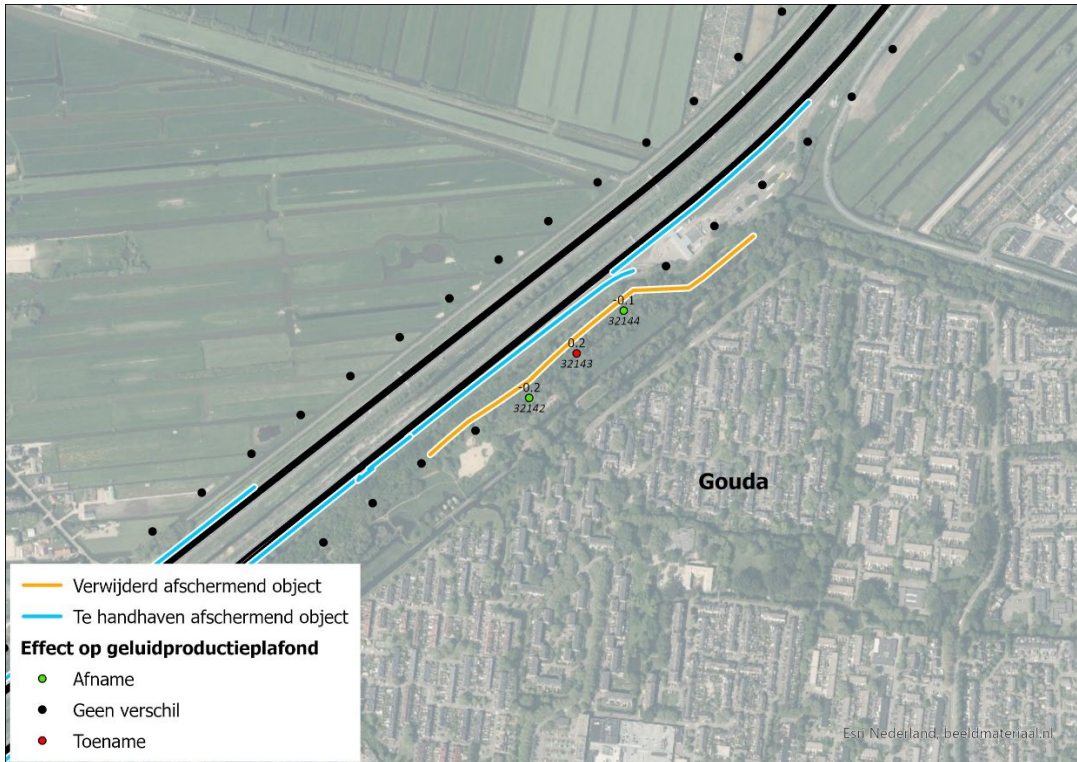 -0.1
32144
0.2
32143
-0.2
32142
Gouda
Verwijderd afschermend object
Te handhaven afschermend object
Effect op geluidproductieplafond
Afname
Geen verschil
Toename
Esri Nederland, beeldmateriaal.nl